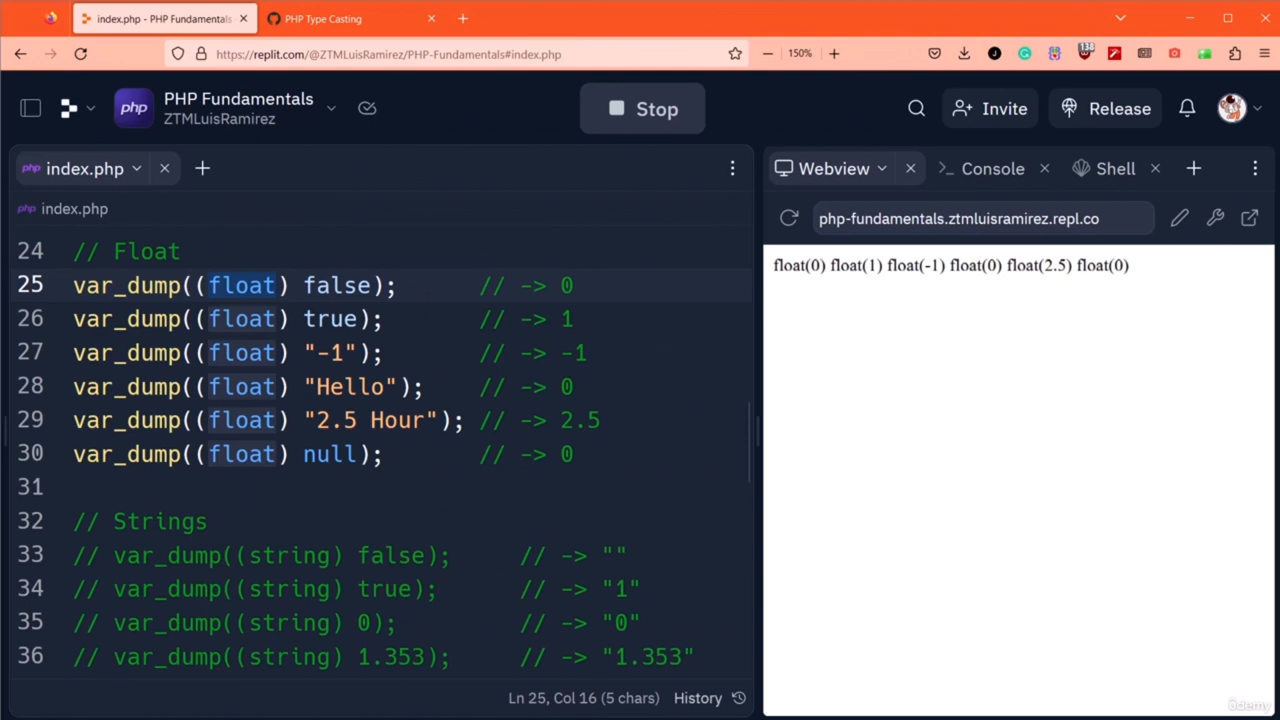 index.php - PHP Fundamentals
PHP Type Casting
https://replit.com/@ZTMLuisRamirez/PHP-Fundamentals#index.php
150%
138
php
PHP Fundamentals
ZTMLuisRamirez
Stop
Invite
Release
php index.php
Webview
Console
Shell
php index.php
php-fundamentals.ztmluisramirez.repl.co
float(0) float(1) float(-1) float(0) float(2.5) float(0)
24 // Float
25 var_dump((float) false); // -> 0
26 var_dump((float) true); // -> 1
27 var_dump((float) "-1"); // -> -1
28 var_dump((float) "Hello"); // -> 0
29 var_dump((float) "2.5 Hour"); // -> 2.5
30 var_dump((float) null); // -> 0
31
32 // Strings
33 // var_dump((string) false); // -> ""
34 // var_dump((string) true); // -> "1"
35 // var_dump((string) 0); // -> "0"
36 // var_dump((string) 1.353); // -> "1.353"
Ln 25, Col 16 (5 chars) History
ûdemy